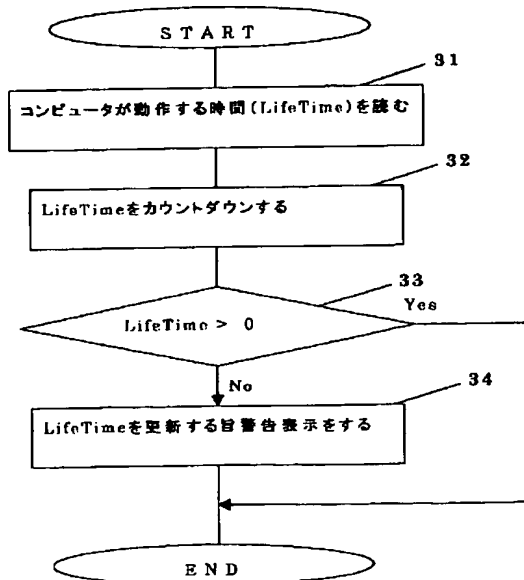 START
31
コンピュータが動作する時間(LifeTime)を読む
32
LifeTimeをカウントダウンする
33
Yes
LifeTime > 0
No
34
LifeTimeを更新する旨警告表示をする
END